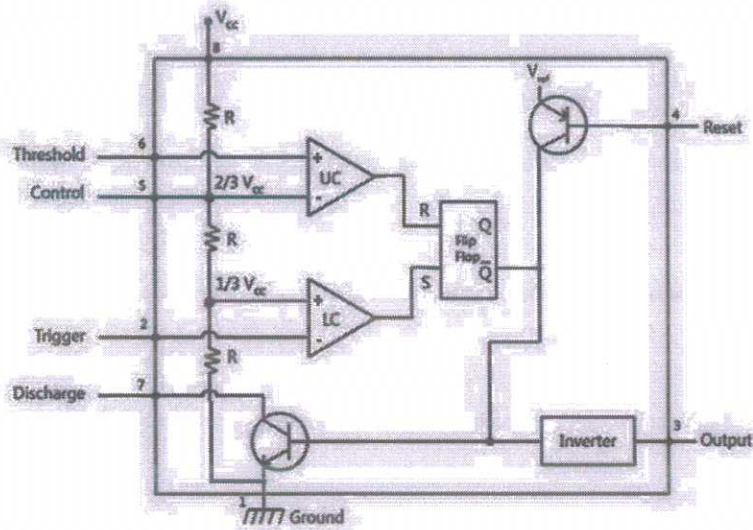 Vcc
8
R
Vref
4
Reset
Threshold
6
+
UC
-
Control
5
2/3 Vcc
R
Q
Flip
Flop
Q̅
R
S
1/3 Vcc
+
LC
-
Trigger
2
R
Discharge
7
Inverter
3
Output
1
Ground